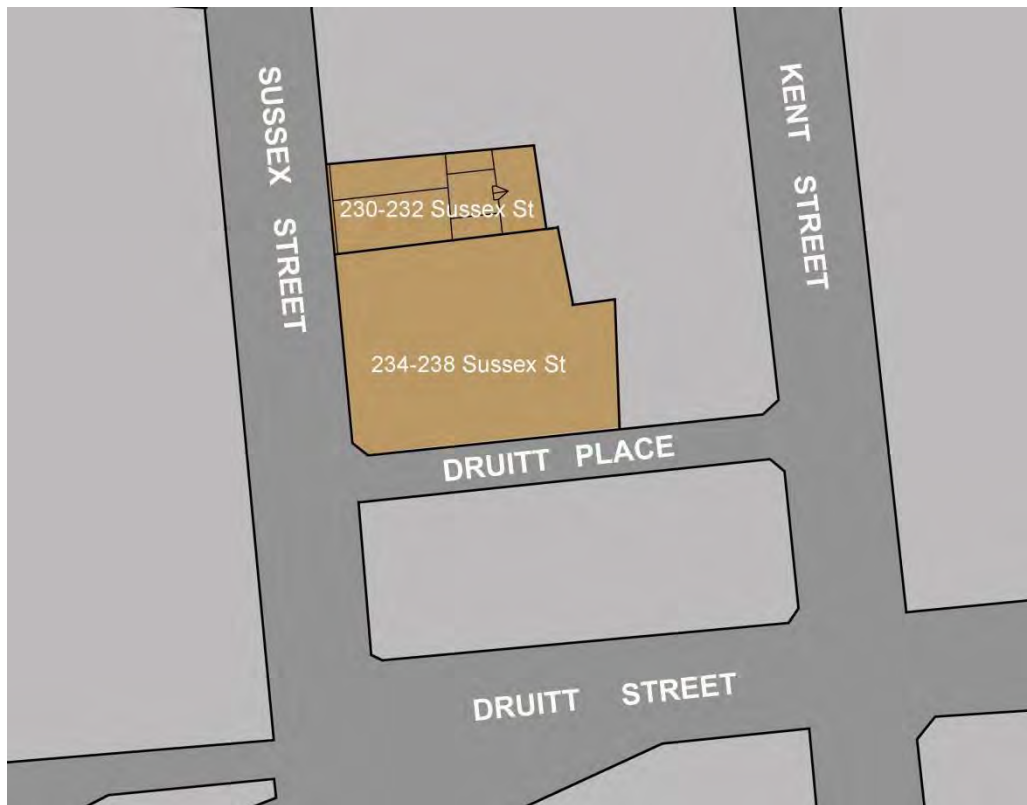 SUSSEX STREET
KENT STREET
230-232 Sussex St
234-238 Sussex St
DRUITT PLACE
DRUITT STREET